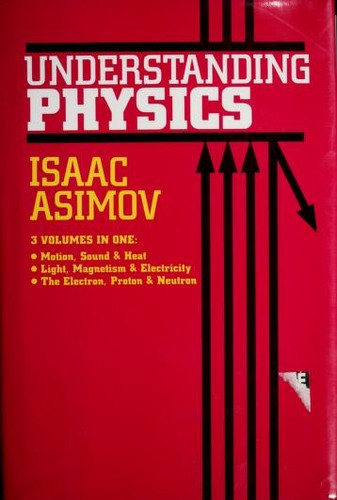 UNDERSTANDING
PHYSICS
ISAAC
ASIMOV
3 VOLUMES IN ONE:
• Motion, Sound & Heat
• Light, Magnetism & Electricity
• The Electron, Proton & Neutron